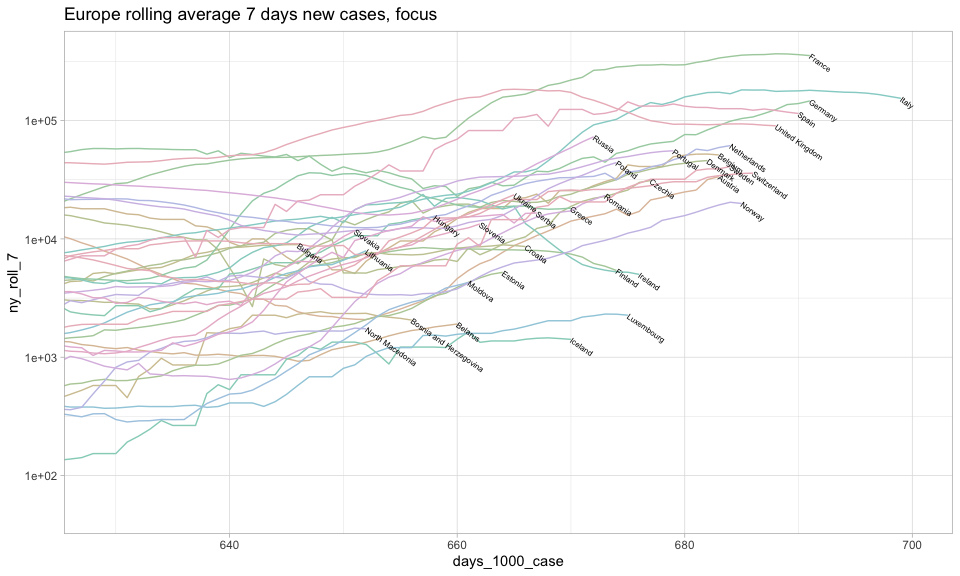 Europe rolling average 7 days new cases, focus
ny_roll_7
1e+05
1e+04
1e+03
1e+02
France
Italy
Germany
Spain
United Kingdom
Russia
Netherlands
Portugal
Belgium
Denmark
Sweden
Switzerland
Poland
Austria
Czechia
Norway
Romania
Greece
Ukraine
Serbia
Hungary
Slovenia
Slovakia
Lithuania
Bulgaria
Croatia
Estonia
Finland
Ireland
Moldova
Luxembourg
Bosnia and Herzegovina
Belarus
North Macedonia
Iceland
640
660
680
700
days_1000_case